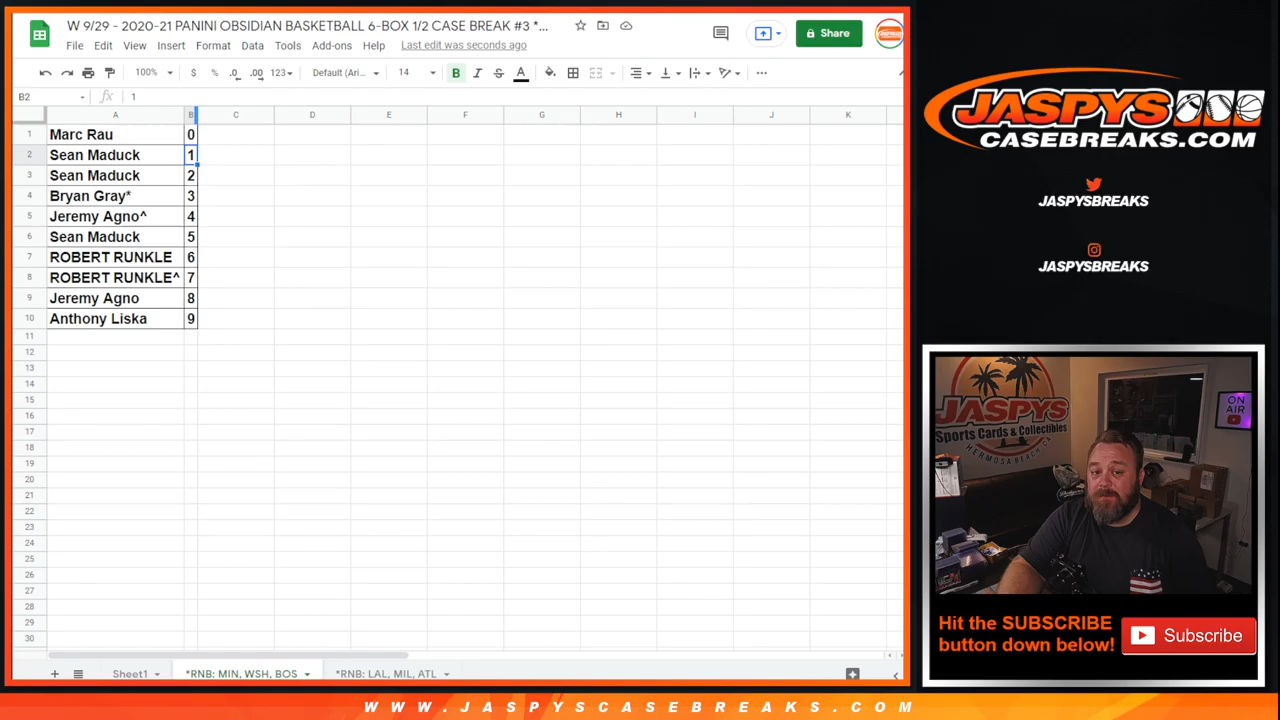 W 9/29 - 2020-21 PANINI OBSIDIAN BASKETBALL 6-BOX 1/2 CASE BREAK #3 *...
File Edit View Insert Format Data Tools Add-ons Help Last edit was seconds ago
Share
100% $ % .0 .00 123 Default (Ari... 14 B I S A
B2 fx 1
A B C D E F G H I J K
1 Marc Rau 0
2 Sean Maduck 1
3 Sean Maduck 2
4 Bryan Gray* 3
5 Jeremy Agno^ 4
6 Sean Maduck 5
7 ROBERT RUNKLE 6
8 ROBERT RUNKLE^ 7
9 Jeremy Agno 8
10 Anthony Liska 9
11
12
13
14
15
16
17
18
19
20
21
22
23
24
25
26
27
28
29
30
Sheet1 *RNB: MIN, WSH, BOS *RNB: LAL, MIL, ATL
JASPYS
CASEBREAKS.COM
JASPYSBREAKS
JASPYSBREAKS
JASPYS
Sports Cards & Collectibles
HERMOSA BEACH CA
ON
AIR
Hit the SUBSCRIBE
button down below!
Subscribe
WWW.JASPYSCASEBREAKS.COM